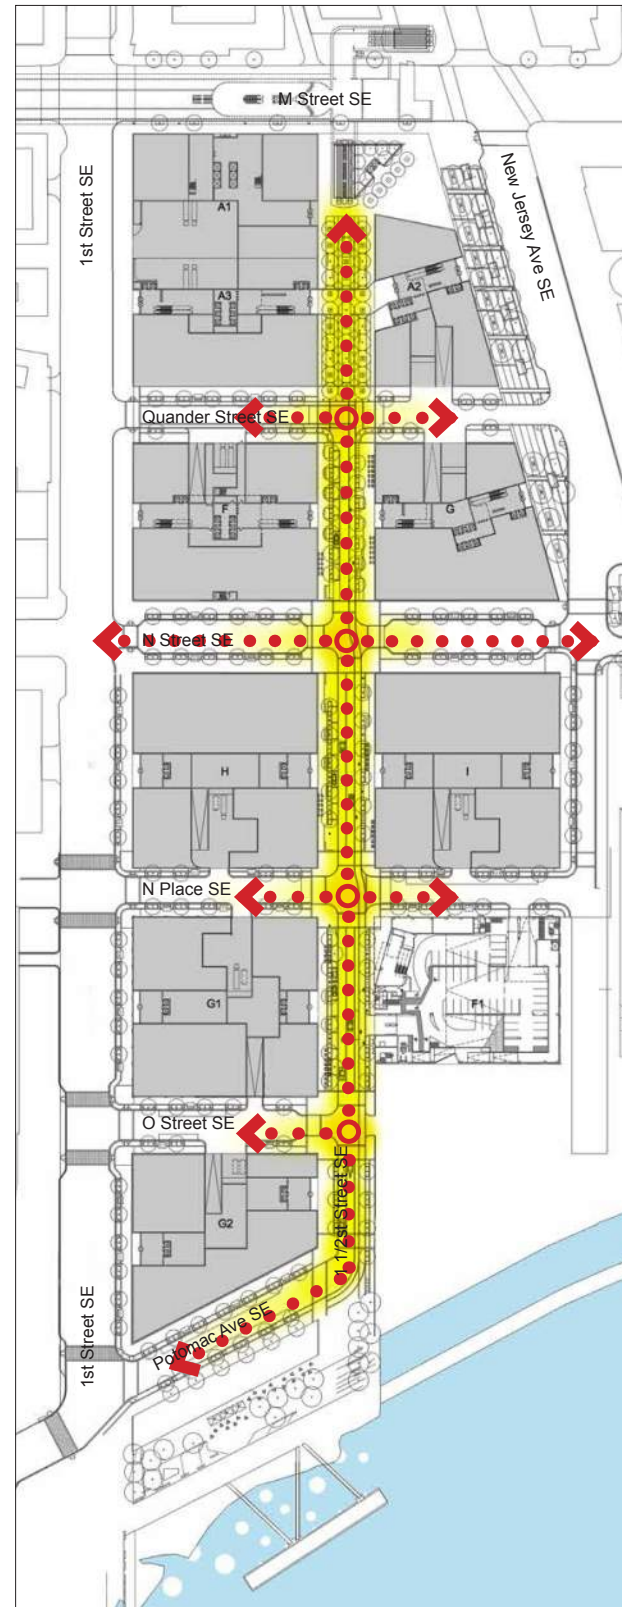 M Street SE
1st Street SE
New Jersey Ave SE
A1
A2
A3
Quander Street SE
F
G
N Street SE
H
I
N Place SE
G1
F1
O Street SE
1 1/2st Street SE
G2
Potomac Ave SE
1st Street SE